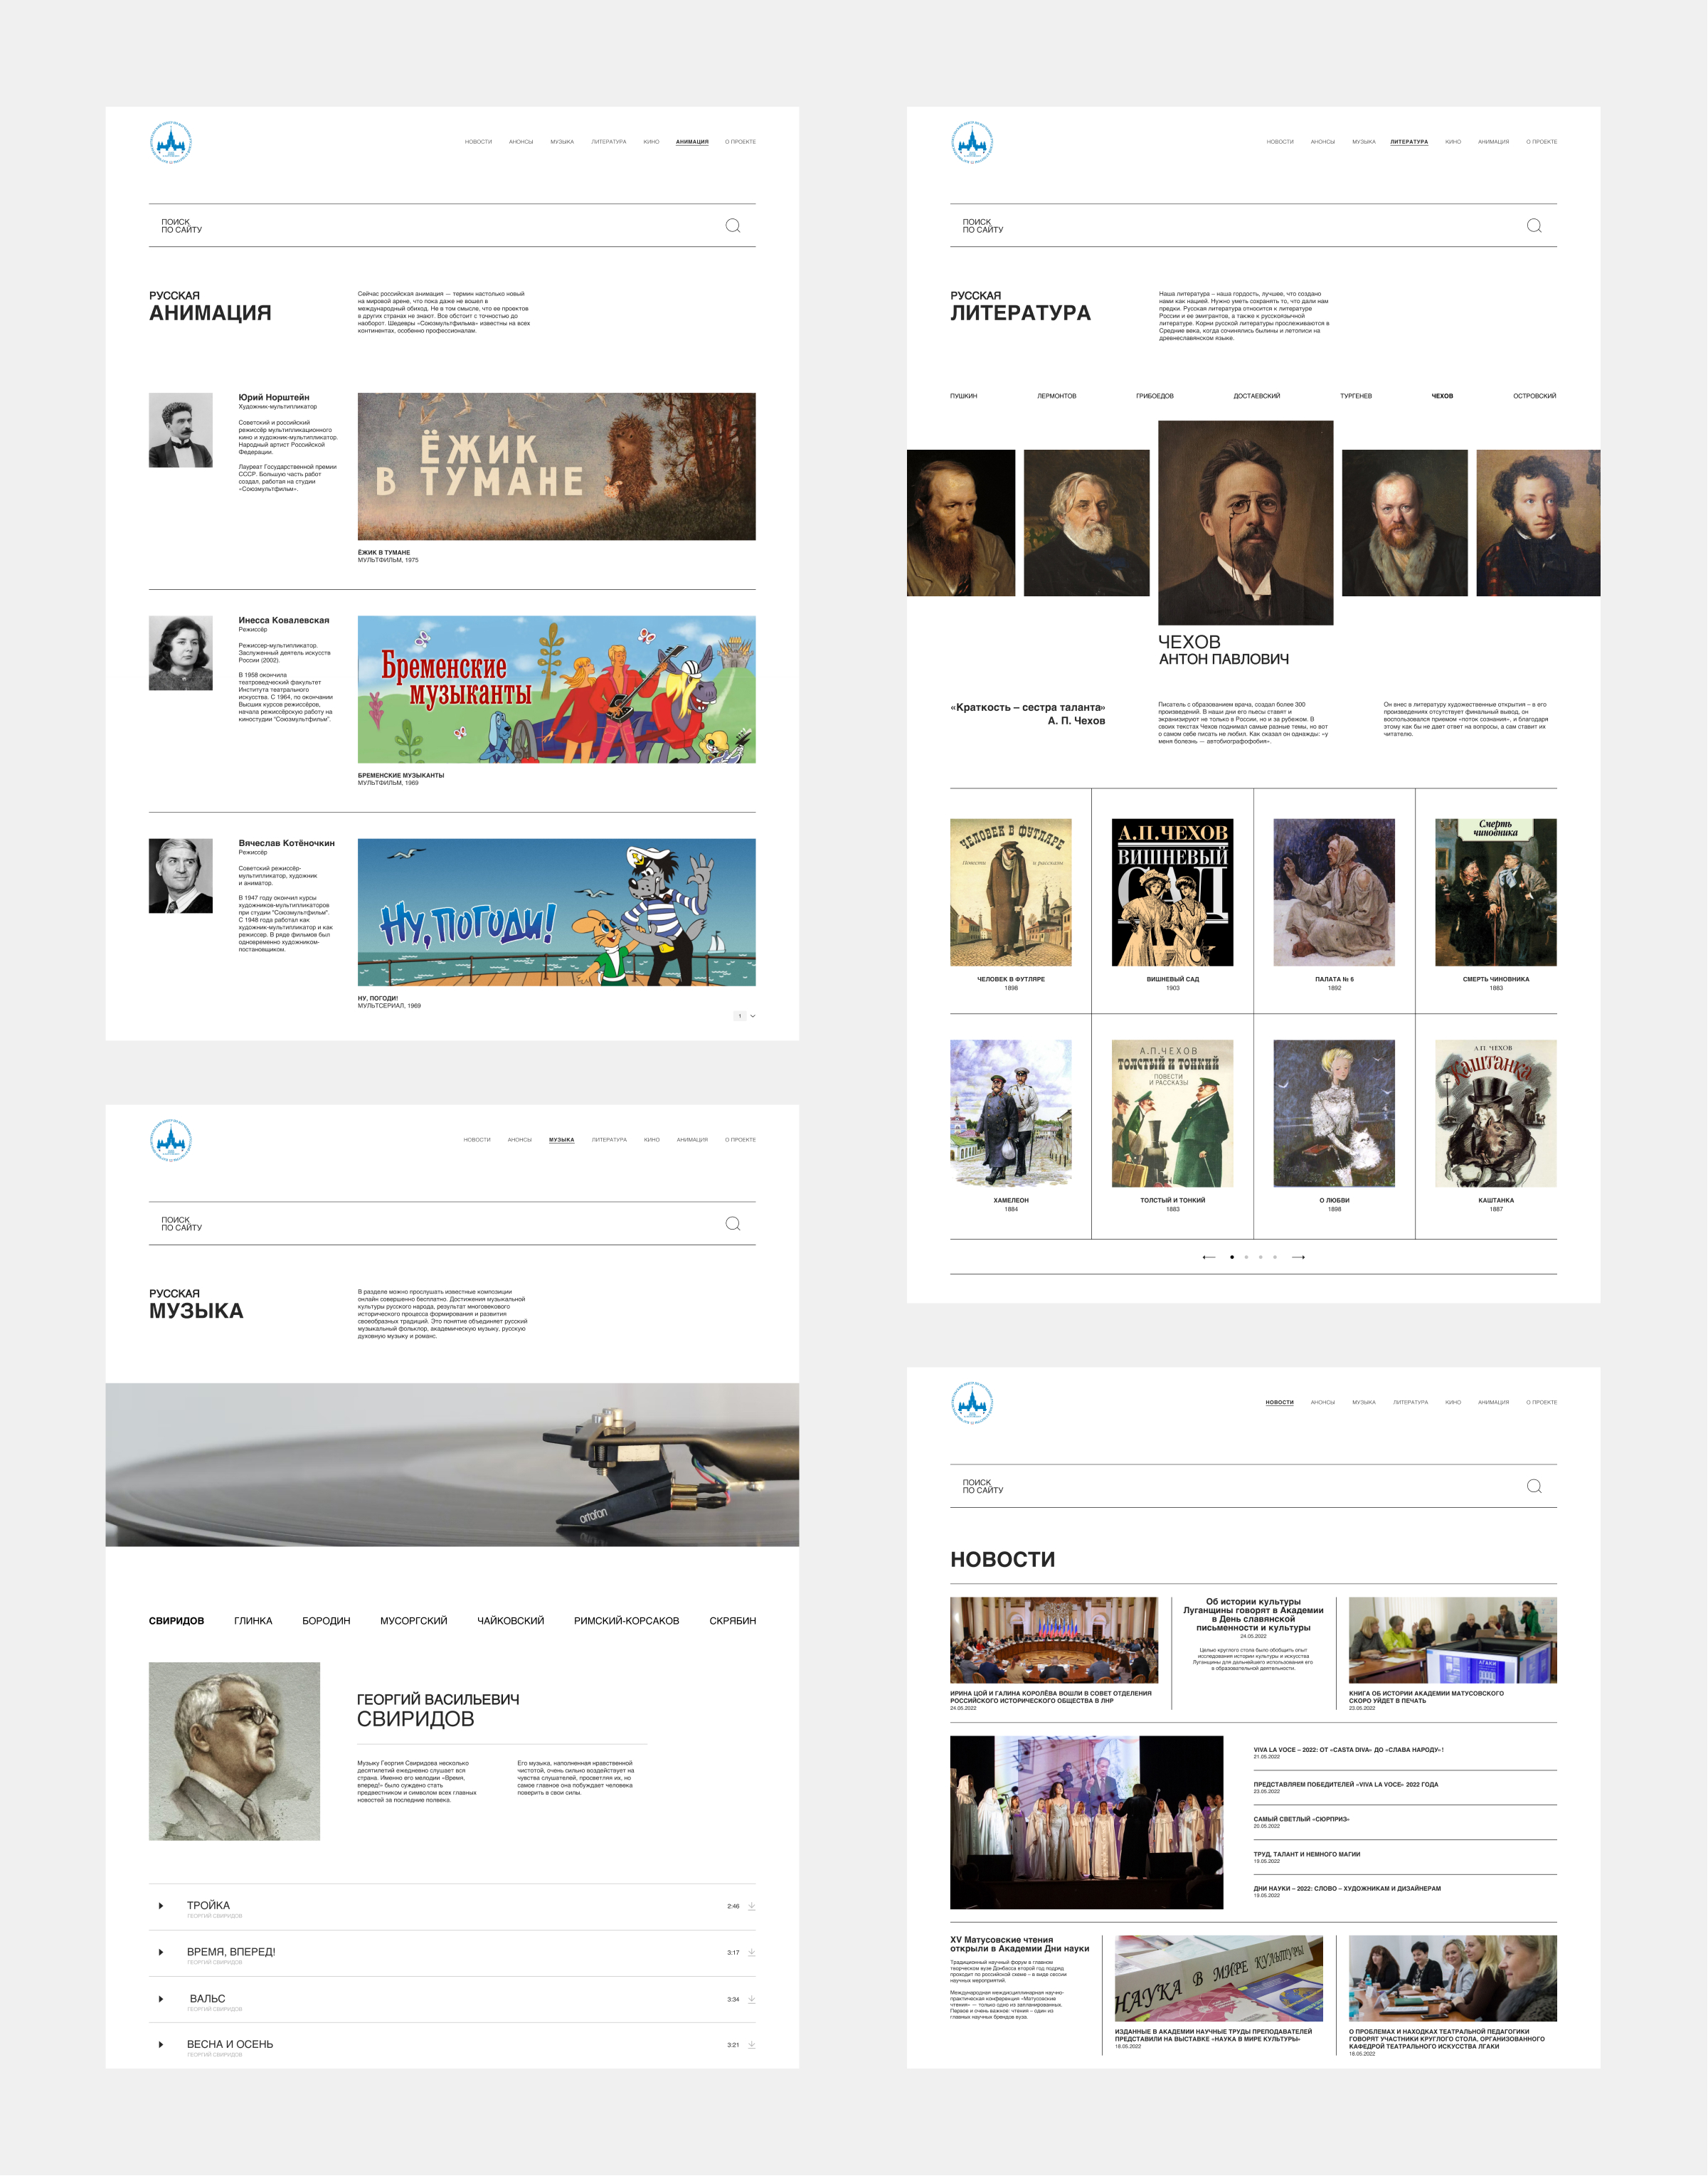 НОВОСТИ АНОНСЫ МУЗЫКА ЛИТЕРАТУРА КИНО АНИМАЦИЯ О ПРОЕКТЕ
ПОИСК
ПО САЙТУ
РУССКАЯ
АНИМАЦИЯ
Сейчас российская анимация — термин настолько новый
на мировой арене, что пока даже не вошел в
международный обиход. Не в том смысле, что ее проектов
в других странах не знают. Все обстоит с точностью до
наоборот. Шедевры «Союзмультфильма» известны на всех
континентах, особенно профессионалам.
Юрий Норштейн
Художник-мультипликатор
Советский и российский
режиссёр мультипликационного
кино и художник-мультипликатор.
Народный артист Российской
Федерации.
Лауреат Государственной премии
СССР. Большую часть работ
создал, работая на студии
«Союзмультфильм».
ЁЖИК
В ТУМАНЕ
ЁЖИК В ТУМАНЕ
МУЛЬТФИЛЬМ, 1975
Инесса Ковалевская
Режиссёр
Режиссер-мультипликатор.
Заслуженный деятель искусств
России (2002).
В 1958 окончила
театроведческий факультет
Института театрального
искусства. С 1964, по окончании
Высших курсов режиссёров,
начала режиссёрскую работу на
киностудии "Союзмультфильм".
Бременские
музыканты
БРЕМЕНСКИЕ МУЗЫКАНТЫ
МУЛЬТФИЛЬМ, 1969
Вячеслав Котёночкин
Режиссёр
Советский режиссёр-
мультипликатор, художник
и аниматор.
В 1947 году окончил курсы
художников-мультипликаторов
при студии "Союзмультфильм".
С 1948 года работал как
художник-мультипликатор и как
режиссер. В ряде фильмов был
одновременно художником-
постановщиком.
Ну, погоди!
НУ, ПОГОДИ!
МУЛЬТСЕРИАЛ, 1969
1
НОВОСТИ АНОНСЫ МУЗЫКА ЛИТЕРАТУРА КИНО АНИМАЦИЯ О ПРОЕКТЕ
ПОИСК
ПО САЙТУ
РУССКАЯ
МУЗЫКА
В разделе можно прослушать известные композиции
онлайн совершенно бесплатно. Достижения музыкальной
культуры русского народа, результат многовекового
исторического процесса формирования и развития
своеобразных традиций. Это понятие объединяет русский
музыкальный фольклор, академическую музыку, русскую
духовную музыку и романс.
ortofon
СВИРИДОВ ГЛИНКА БОРОДИН МУСОРГСКИЙ ЧАЙКОВСКИЙ РИМСКИЙ-КОРСАКОВ СКРЯБИН
ГЕОРГИЙ ВАСИЛЬЕВИЧ
СВИРИДОВ
Музыку Георгия Свиридова несколько
десятилетий ежедневно слушает вся
страна. Именно его мелодии «Время,
вперед!» было суждено стать
предвестником и символом всех главных
новостей за последние полвека.
Его музыка, наполненная нравственной
чистотой, очень сильно воздействует на
чувства слушателей, просветляя их, но
самое главное она побуждает человека
поверить в свои силы.
ТРОЙКА 2:46
ГЕОРГИЙ СВИРИДОВ
ВРЕМЯ, ВПЕРЕД! 3:17
ГЕОРГИЙ СВИРИДОВ
ВАЛЬС 3:34
ГЕОРГИЙ СВИРИДОВ
ВЕСНА И ОСЕНЬ 3:21
ГЕОРГИЙ СВИРИДОВ
НОВОСТИ АНОНСЫ МУЗЫКА ЛИТЕРАТУРА КИНО АНИМАЦИЯ О ПРОЕКТЕ
ПОИСК
ПО САЙТУ
РУССКАЯ
ЛИТЕРАТУРА
Наша литература – наша гордость, лучшее, что создано
нами как нацией. Нужно уметь сохранять то, что дали нам
предки. Русская литература относится к литературе
России и ее эмигрантов, а также к русскоязычной
литературе. Корни русской литературы прослеживаются в
Средние века, когда сочинялись былины и летописи на
древнеславянском языке.
ПУШКИН ЛЕРМОНТОВ ГРИБОЕДОВ ДОСТАЕВСКИЙ ТУРГЕНЕВ ЧЕХОВ ОСТРОВСКИЙ
ЧЕХОВ
АНТОН ПАВЛОВИЧ
«Краткость – сестра таланта»
А. П. Чехов
Писатель с образованием врача, создал более 300
произведений. В наши дни его пьесы ставят и
экранизируют не только в России, но и за рубежом. В
своих текстах Чехов поднимал самые разные темы, но вот
о самом себе писать не любил. Как сказал он однажды: «у
меня болезнь — автобиографофобия».
Он внес в литературу художественные открытия – в его
произведениях отсутствует финальный вывод, он
воспользовался приемом «поток сознания», и благодаря
этому как бы не дает ответ на вопросы, а сам ставит их
читателю.
ЧЕЛОВЕК В ФУТЛЯРЕ
Повести и рассказы
А.П.ЧЕХОВ
ВИШНЕВЫЙ
САД
Смерть
чиновника
ЧЕЛОВЕК В ФУТЛЯРЕ
1898
ВИШНЕВЫЙ САД
1903
ПАЛАТА № 6
1892
СМЕРТЬ ЧИНОВНИКА
1883
А.П.ЧЕХОВ
ТОЛСТЫЙ И ТОНКИЙ
ПОВЕСТИ
И РАССКАЗЫ
А.П. ЧЕХОВ
Каштанка
ХАМЕЛЕОН
1884
ТОЛСТЫЙ И ТОНКИЙ
1883
О ЛЮБВИ
1898
КАШТАНКА
1887
НОВОСТИ АНОНСЫ МУЗЫКА ЛИТЕРАТУРА КИНО АНИМАЦИЯ О ПРОЕКТЕ
ПОИСК
ПО САЙТУ
НОВОСТИ
ИРИНА ЦОЙ И ГАЛИНА КОРОЛЁВА ВОШЛИ В СОВЕТ ОТДЕЛЕНИЯ
РОССИЙСКОГО ИСТОРИЧЕСКОГО ОБЩЕСТВА В ЛНР
24.05.2022
Об истории культуры
Луганщины говорят в Академии
в День славянской
письменности и культуры
24.05.2022
Целью круглого стола было обобщить опыт
исследования истории культуры и искусства
Луганщины для дальнейшего использования его
в образовательной деятельности.
ЛГАКИ
КНИГА ОБ ИСТОРИИ АКАДЕМИИ МАТУСОВСКОГО
СКОРО УЙДЕТ В ПЕЧАТЬ
23.05.2022
VIVA LA VOCE – 2022: ОТ «CASTA DIVA» ДО «СЛАВА НАРОДУ»!
21.05.2022
ПРЕДСТАВЛЯЕМ ПОБЕДИТЕЛЕЙ «VIVA LA VOCE» 2022 ГОДА
23.05.2022
САМЫЙ СВЕТЛЫЙ «СЮРПРИЗ»
20.05.2022
ТРУД, ТАЛАНТ И НЕМНОГО МАГИИ
19.05.2022
ДНИ НАУКИ – 2022: СЛОВО – ХУДОЖНИКАМ И ДИЗАЙНЕРАМ
19.05.2022
XV Матусовские чтения
открыли в Академии Дни науки
Традиционный научный форум в главном
творческом вузе Донбасса второй год подряд
проходит по российской схеме – в виде сессии
научных мероприятий.
Международная междисциплинарная научно-
практическая конференция «Матусовские
чтения» — только одно из запланированных.
Первое и очень важное: чтения – один из
главных научных брендов вуза.
НАУКА В МИРЕ КУЛЬТУРЫ
ИЗДАННЫЕ В АКАДЕМИИ НАУЧНЫЕ ТРУДЫ ПРЕПОДАВАТЕЛЕЙ
ПРЕДСТАВИЛИ НА ВЫСТАВКЕ «НАУКА В МИРЕ КУЛЬТУРЫ»
18.05.2022
О ПРОБЛЕМАХ И НАХОДКАХ ТЕАТРАЛЬНОЙ ПЕДАГОГИКИ
ГОВОРЯТ УЧАСТНИКИ КРУГЛОГО СТОЛА, ОРГАНИЗОВАННОГО
КАФЕДРОЙ ТЕАТРАЛЬНОГО ИСКУССТВА ЛГАКИ
18.05.2022